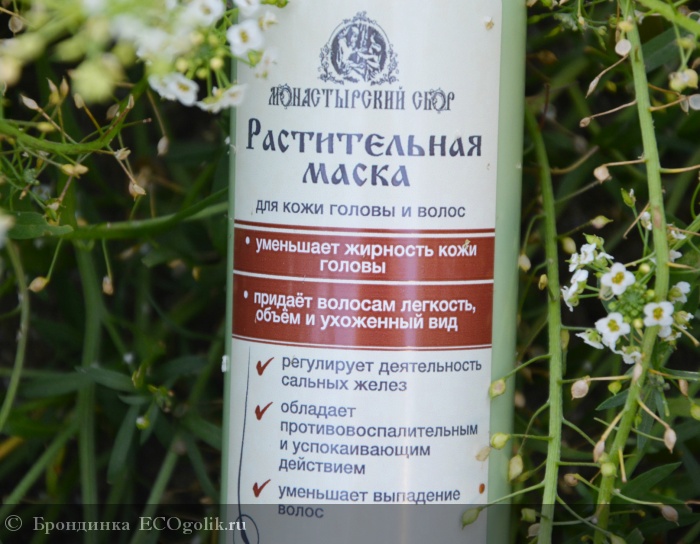 МОНАСТЫРСКИЙ СБОР
РАСТИТЕЛЬНАЯ
МАСКА
для кожи головы и волос
• уменьшает жирность кожи
головы
• придаёт волосам легкость,
объём и ухоженный вид
✓ регулирует деятельность
сальных желез
✓ обладает
противовоспалительным
и успокаивающим
действием
✓ уменьшает выпадение
волос
© Брондинка ECOgolik.ru